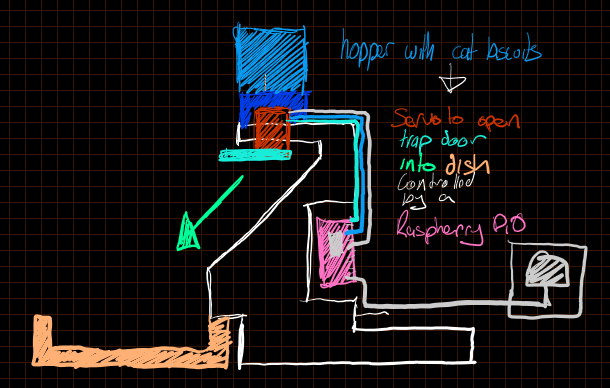 hopper with cat biscuits
Servo to open
trap door
into dish
Controlled
by a
Raspberry Pi 0